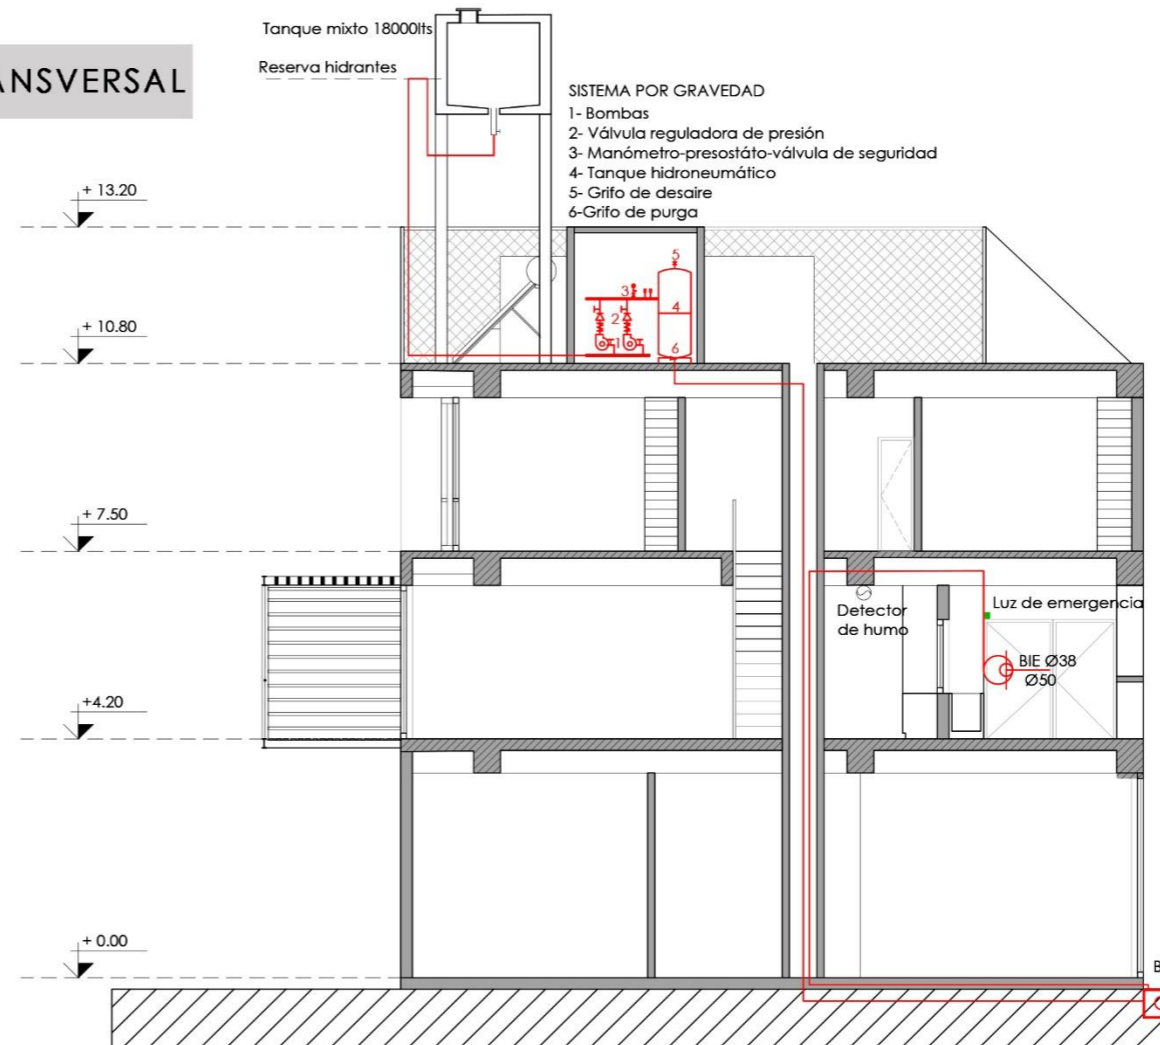 ANSVERSAL
Tanque mixto 18000lts
Reserva hidrantes
SISTEMA POR GRAVEDAD
1- Bombas
2- Válvula reguladora de presión
3- Manómetro-presostáto-válvula de seguridad
4- Tanque hidroneumático
5- Grifo de desaire
6-Grifo de purga
+ 13.20
5
3
4
2
1
6
+ 10.80
+ 7.50
Detector
de humo
Luz de emergencia
BIE Ø38
Ø50
+4.20
+ 0.00
B